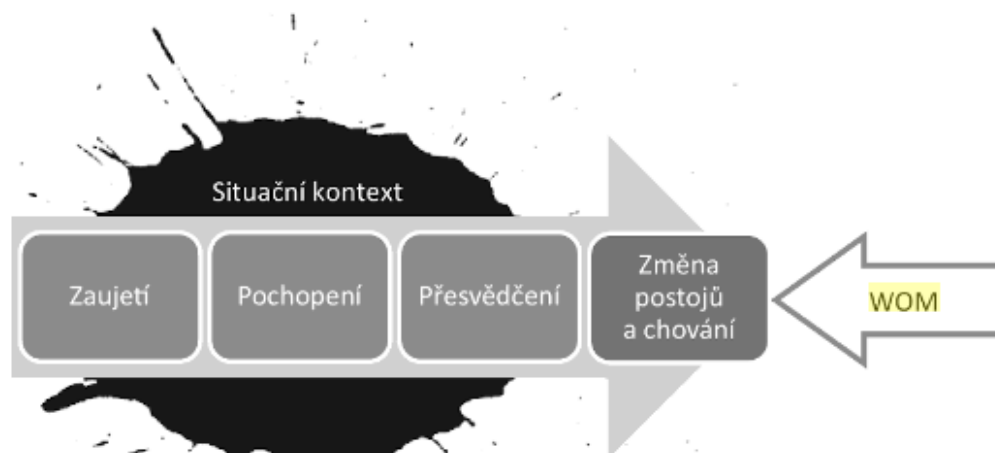 Situační kontext
Zaujetí
Pochopení
Přesvědčení
Změna
postojů
a chování
WOM